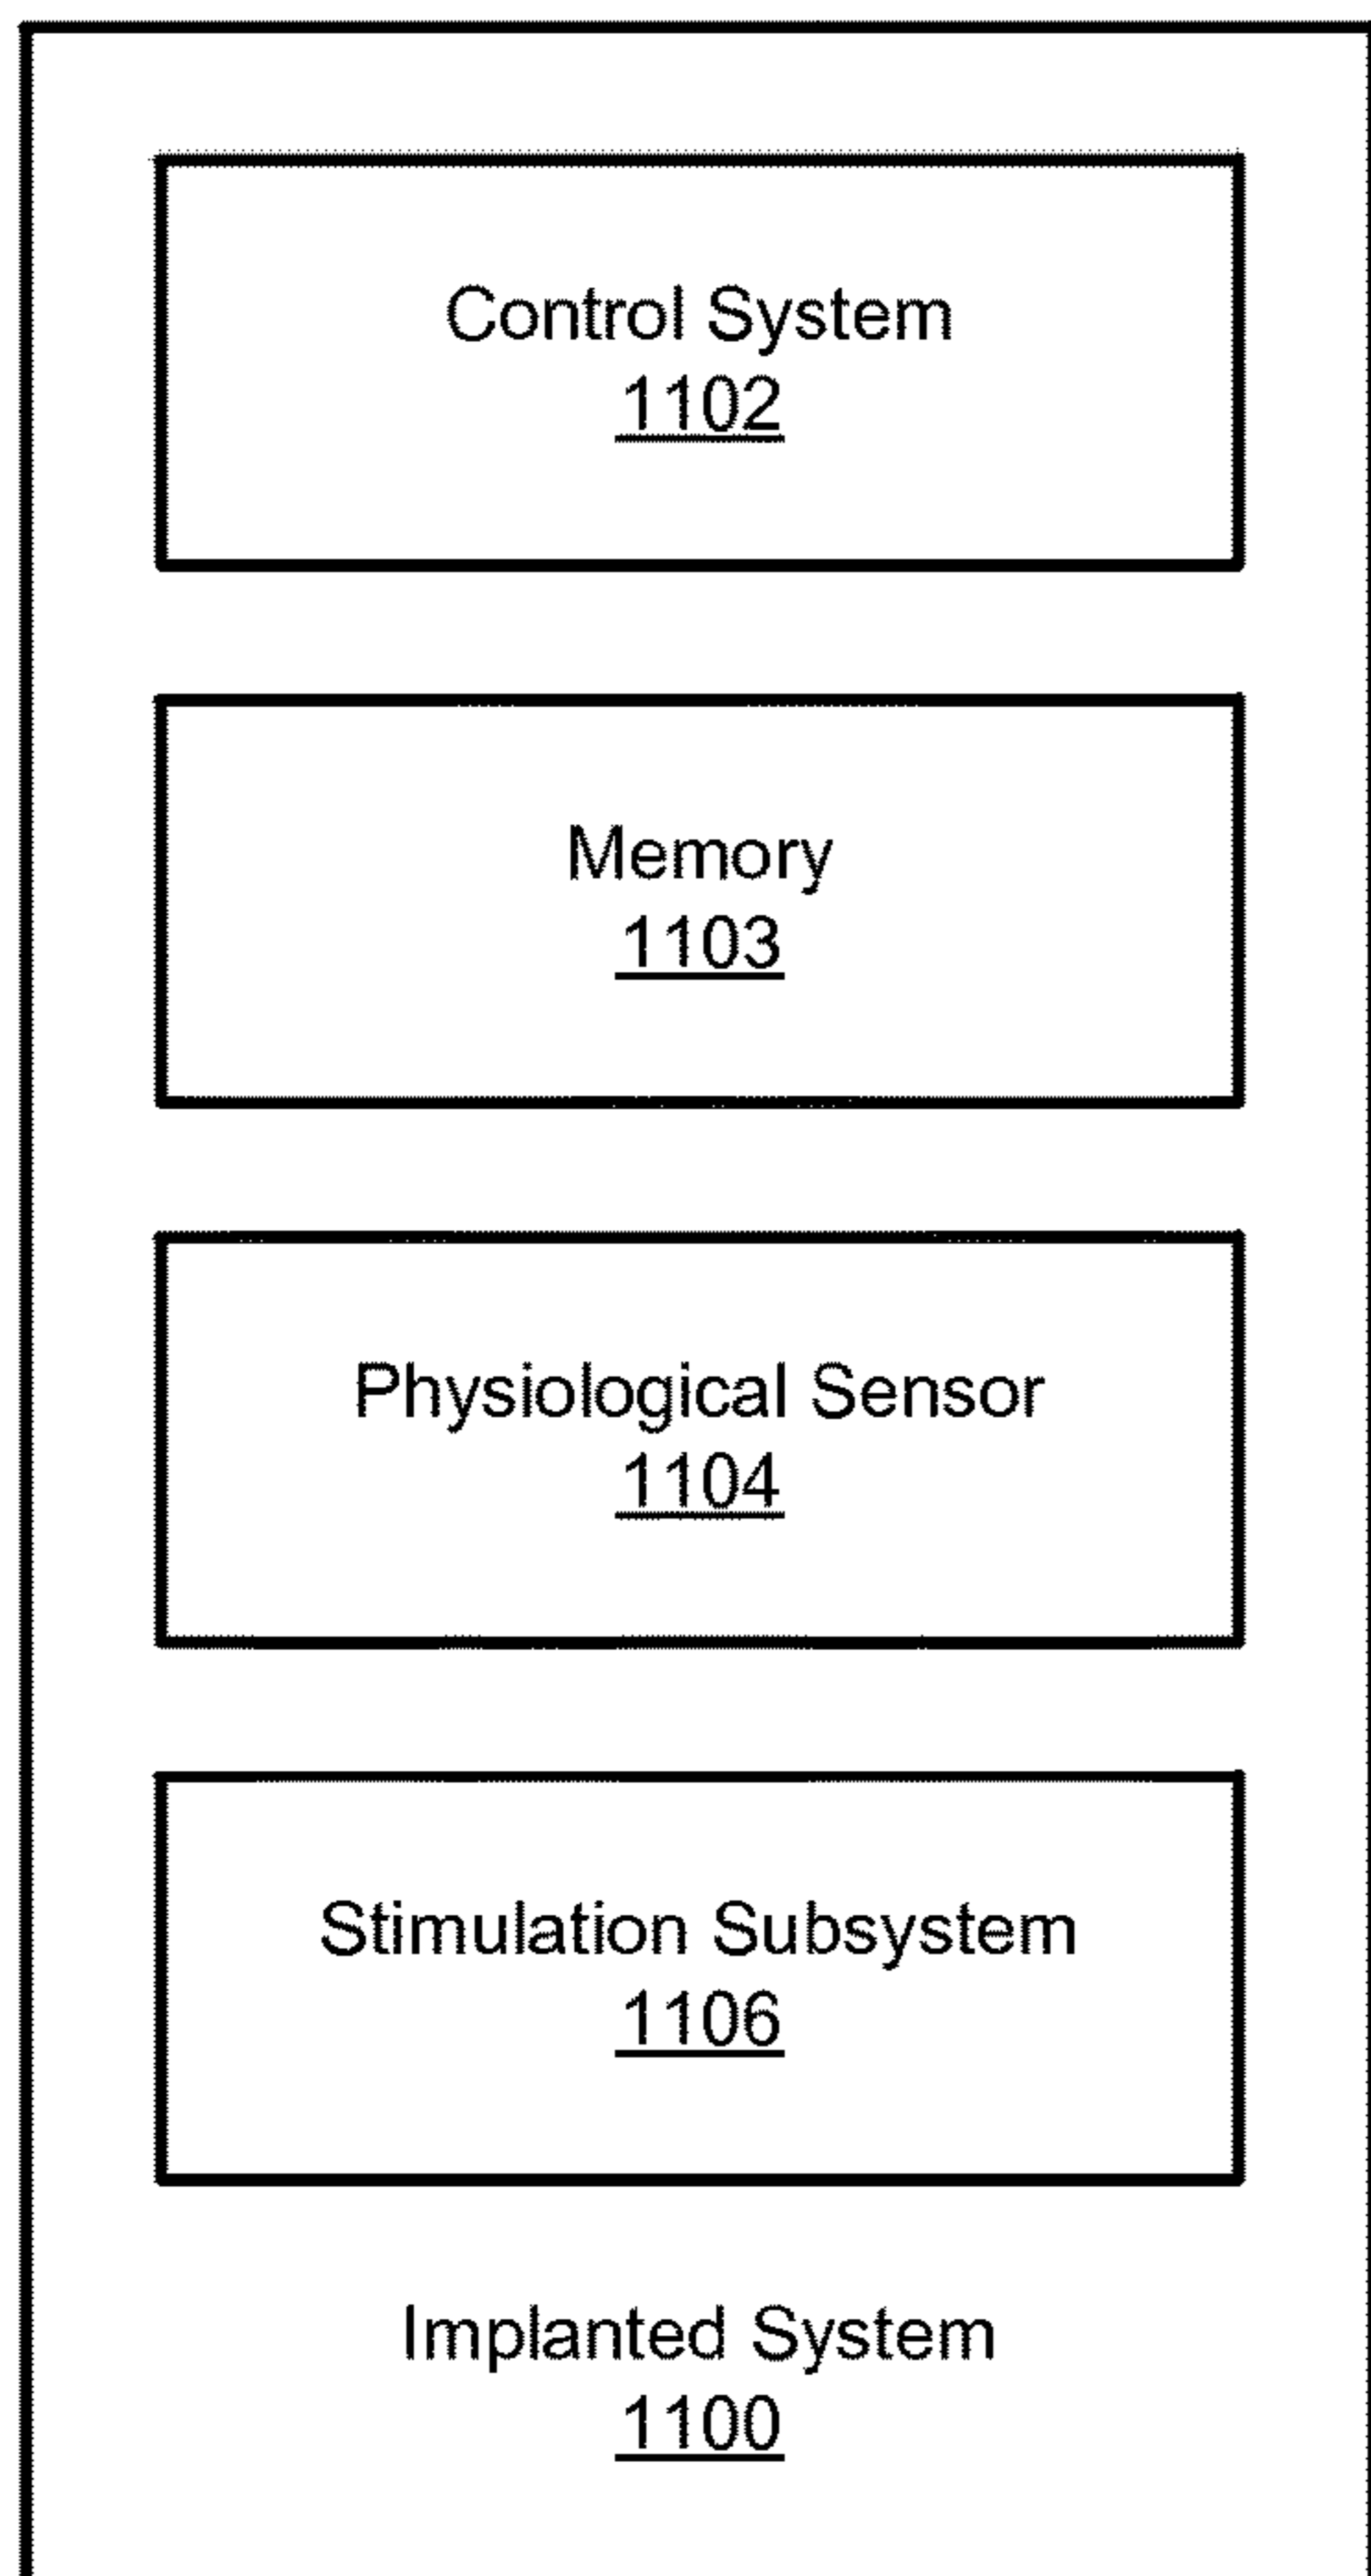 Control System
1102
Memory
1103
Physiological Sensor
1104
Stimulation Subsystem
1106
Implanted System
1100